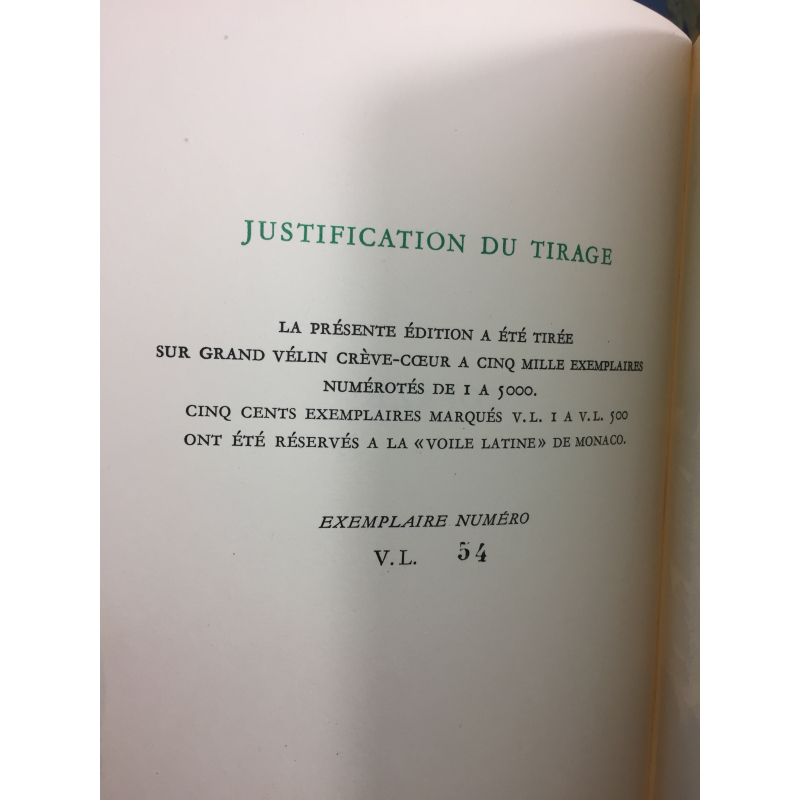 JUSTIFICATION DU TIRAGE
LA PRÉSENTE ÉDITION A ÉTÉ TIRÉE
SUR GRAND VÉLIN CRÈVE-CŒUR A CINQ MILLE EXEMPLAIRES
NUMÉROTÉS DE 1 A 5000.
CINQ CENTS EXEMPLAIRES MARQUÉS V.L. 1 A V.L. 500
ONT ÉTÉ RÉSERVÉS A LA «VOILE LATINE» DE MONACO.
EXEMPLAIRE NUMÉRO
V.L. 54